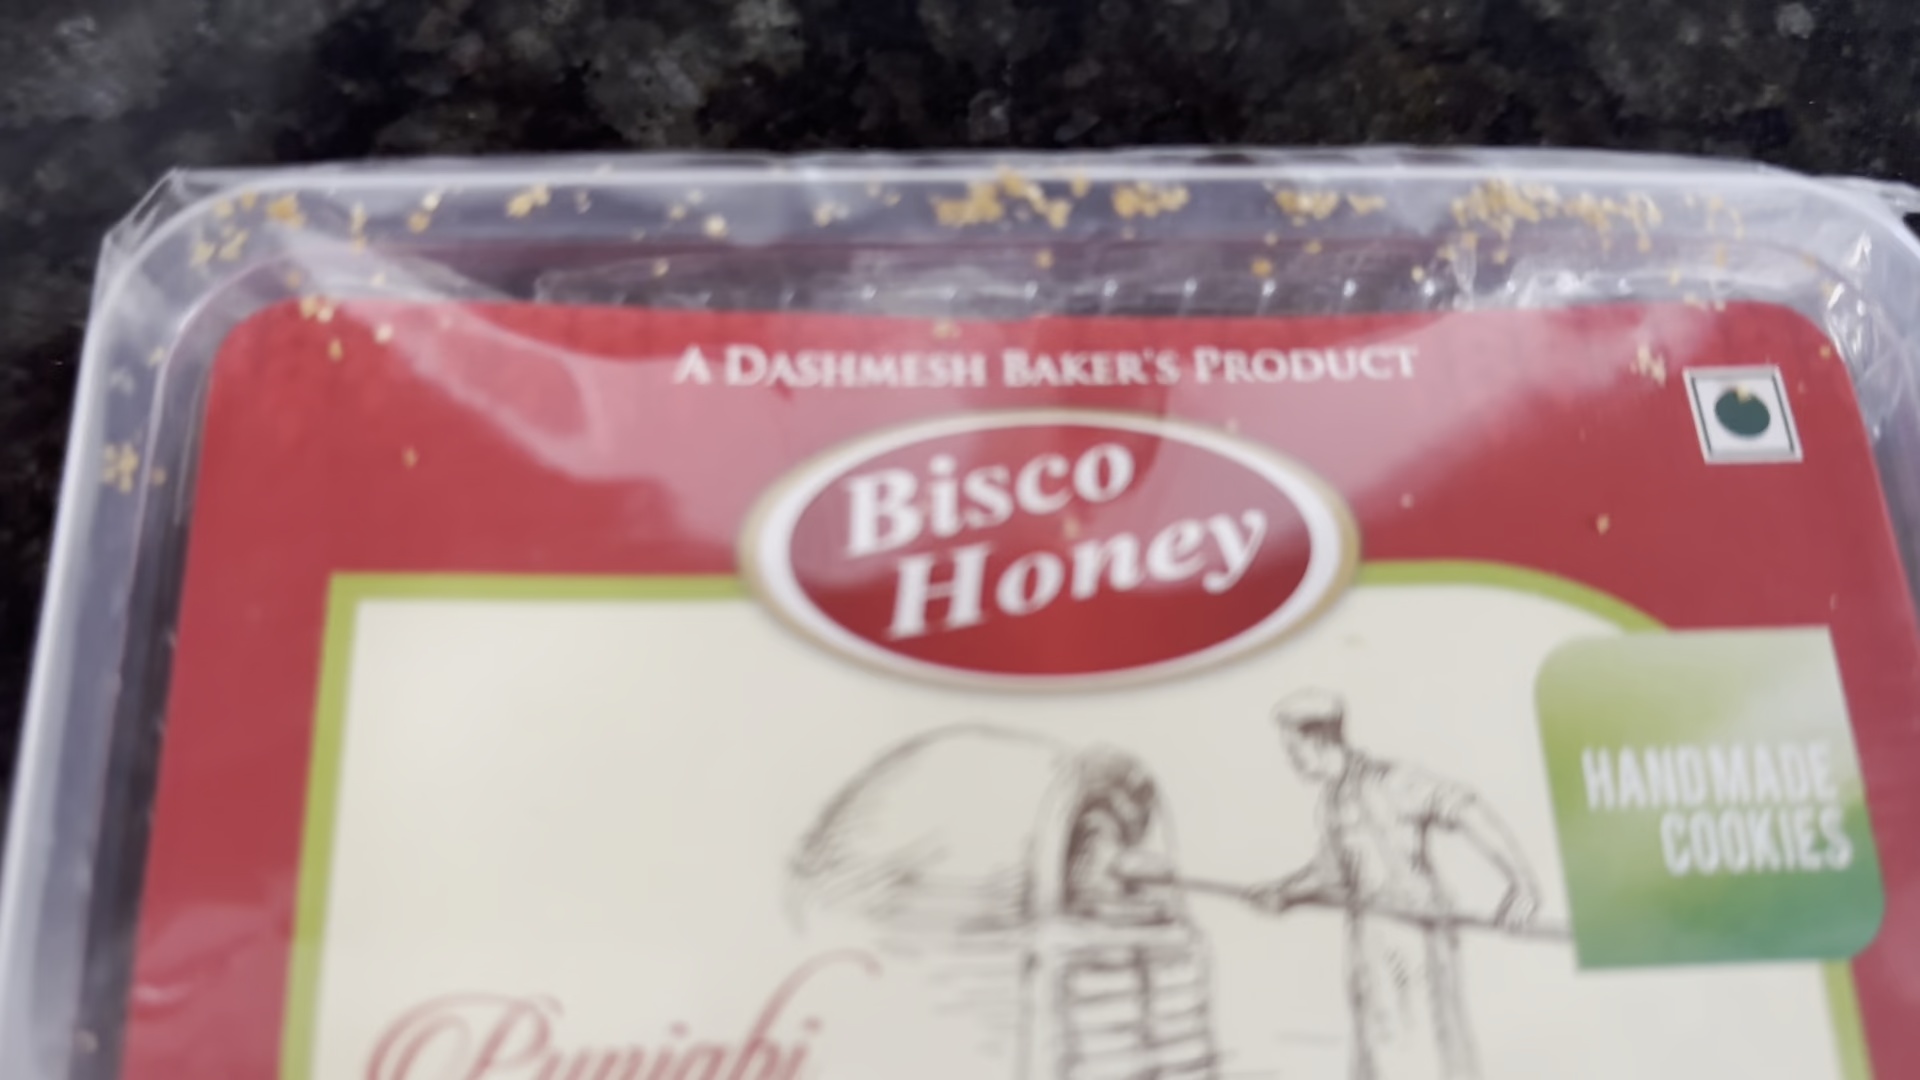 A DASHMESH BAKER'S PRODUCT
Bisco
Honey
HANDMADE
COOKIES
Punjabi